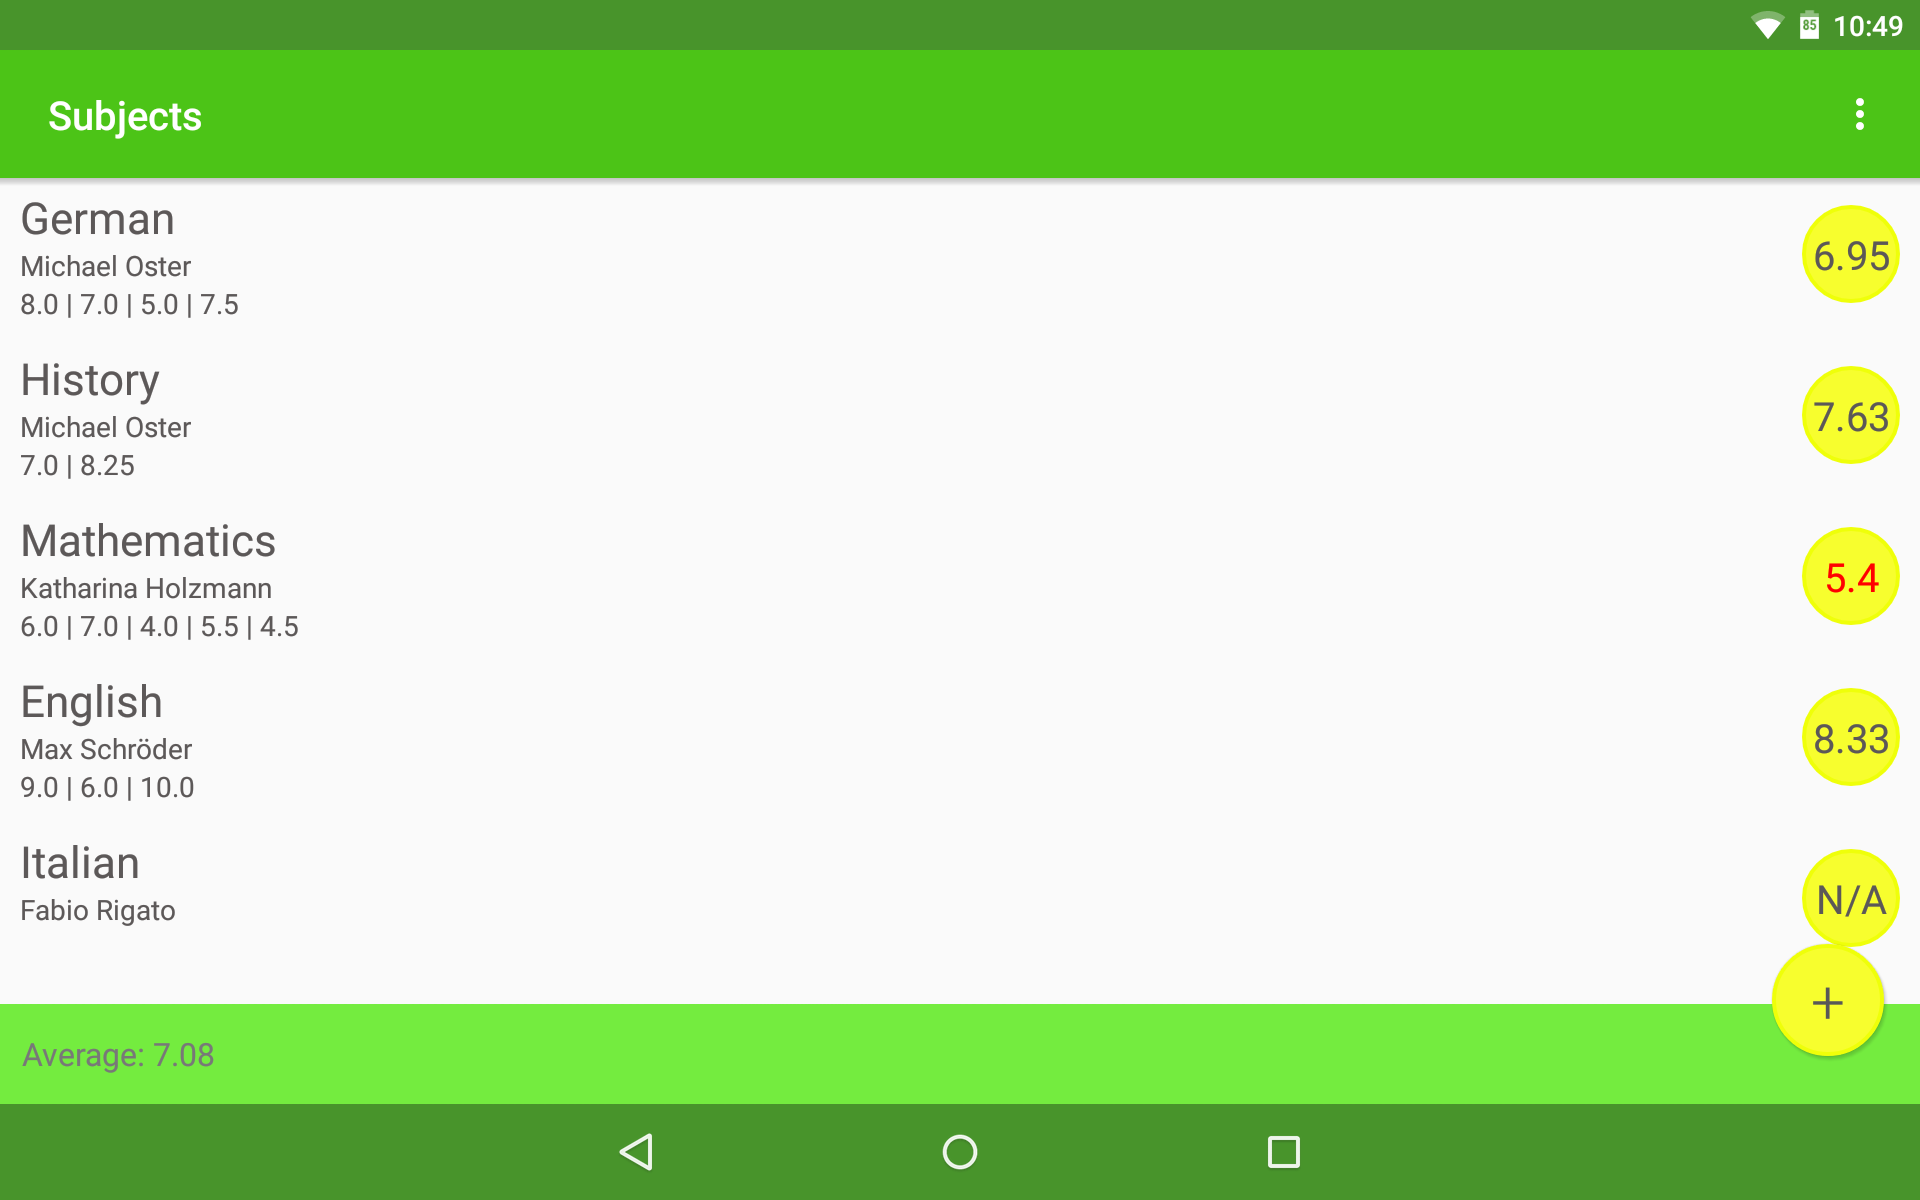 85 10:49
Subjects
German
Michael Oster
8.0 | 7.0 | 5.0 | 7.5
6.95
History
Michael Oster
7.0 | 8.25
7.63
Mathematics
Katharina Holzmann
6.0 | 7.0 | 4.0 | 5.5 | 4.5
5.4
English
Max Schröder
9.0 | 6.0 | 10.0
8.33
Italian
Fabio Rigato
N/A
+
Average: 7.08